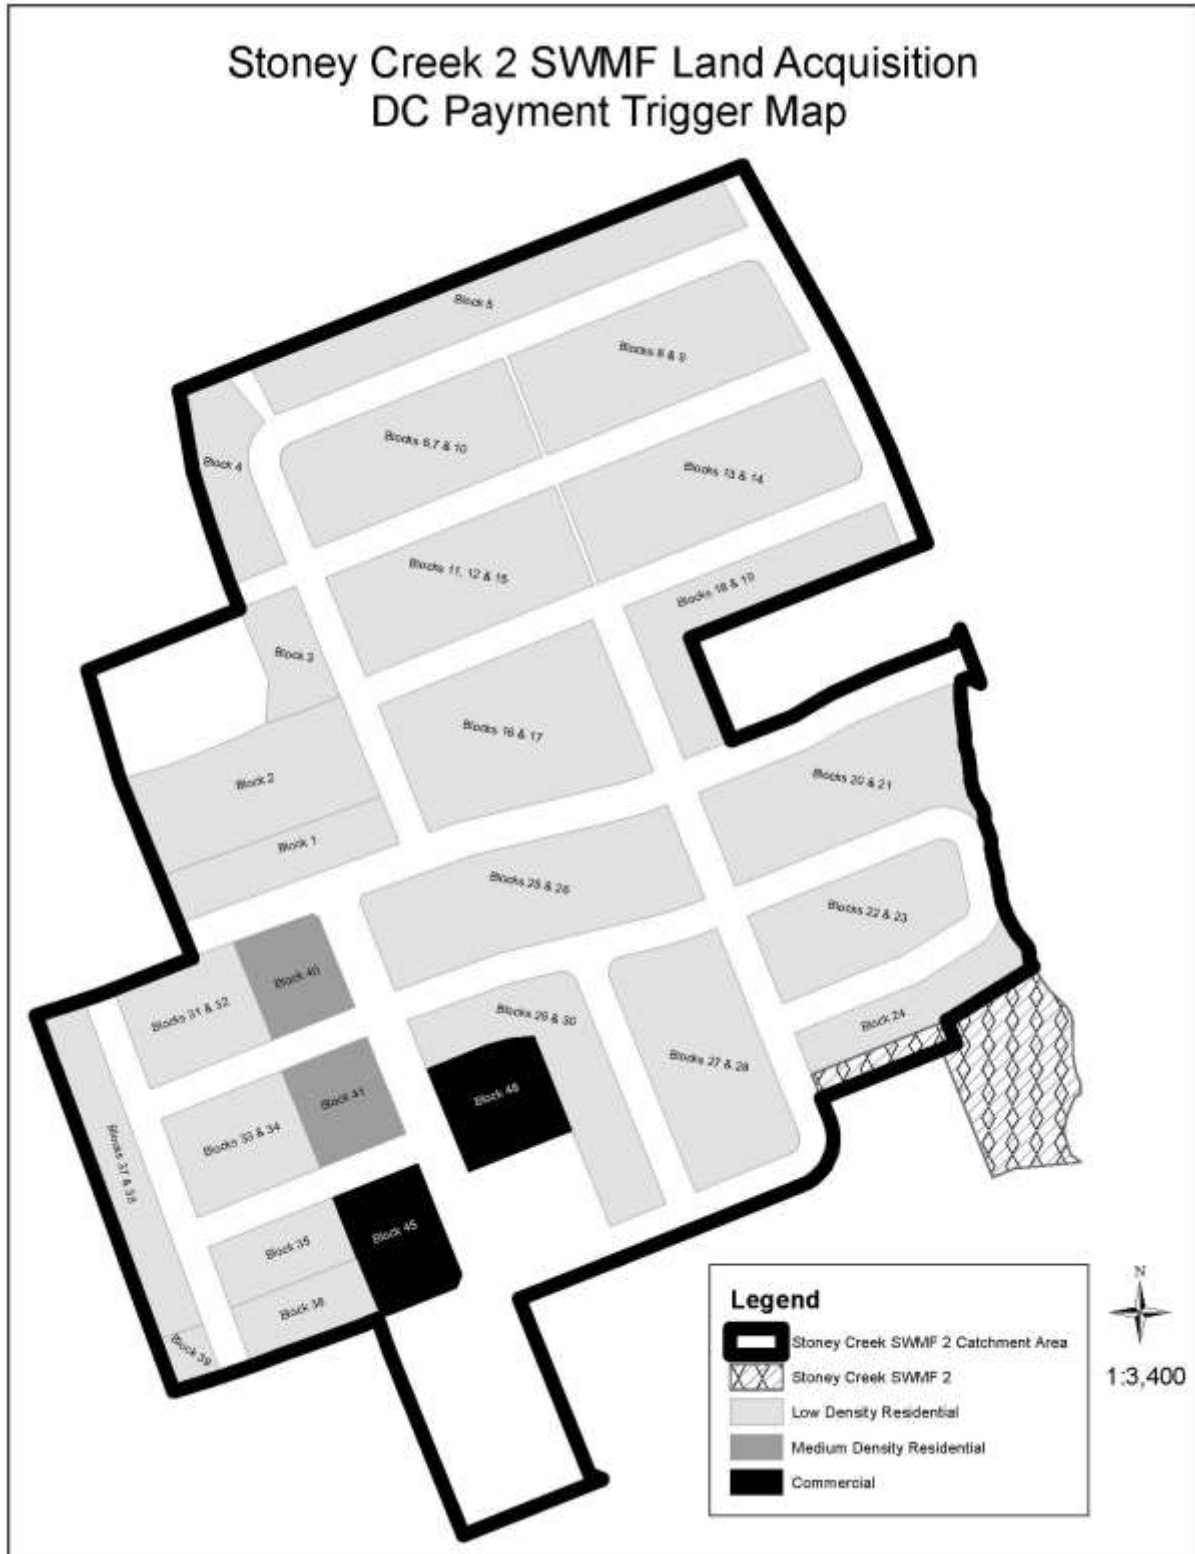 Stoney Creek 2 SWMF Land Acquisition
DC Payment Trigger Map
Block 5
Blocks 8 & 9
Blocks 6,7 & 10
Block 4
Blocks 13 & 14
Blocks 11, 12 & 15
Blocks 18 & 19
Block 3
Blocks 16 & 17
Block 2
Blocks 20 & 21
Block 1
Blocks 25 & 26
Blocks 22 & 23
Block 40
Blocks 31 & 32
Blocks 29 & 30
Block 24
Blocks 27 & 28
Block 41
Blocks 33 & 34
Blocks 37 &
Block 45
Block 35
Block
Block 39
Block
Legend
Stoney Creek SWMF 2 Catchment Area
Stoney Creek SWMF 2
Low Density Residential
Medium Density Residential
Commercial
N
1:3,400